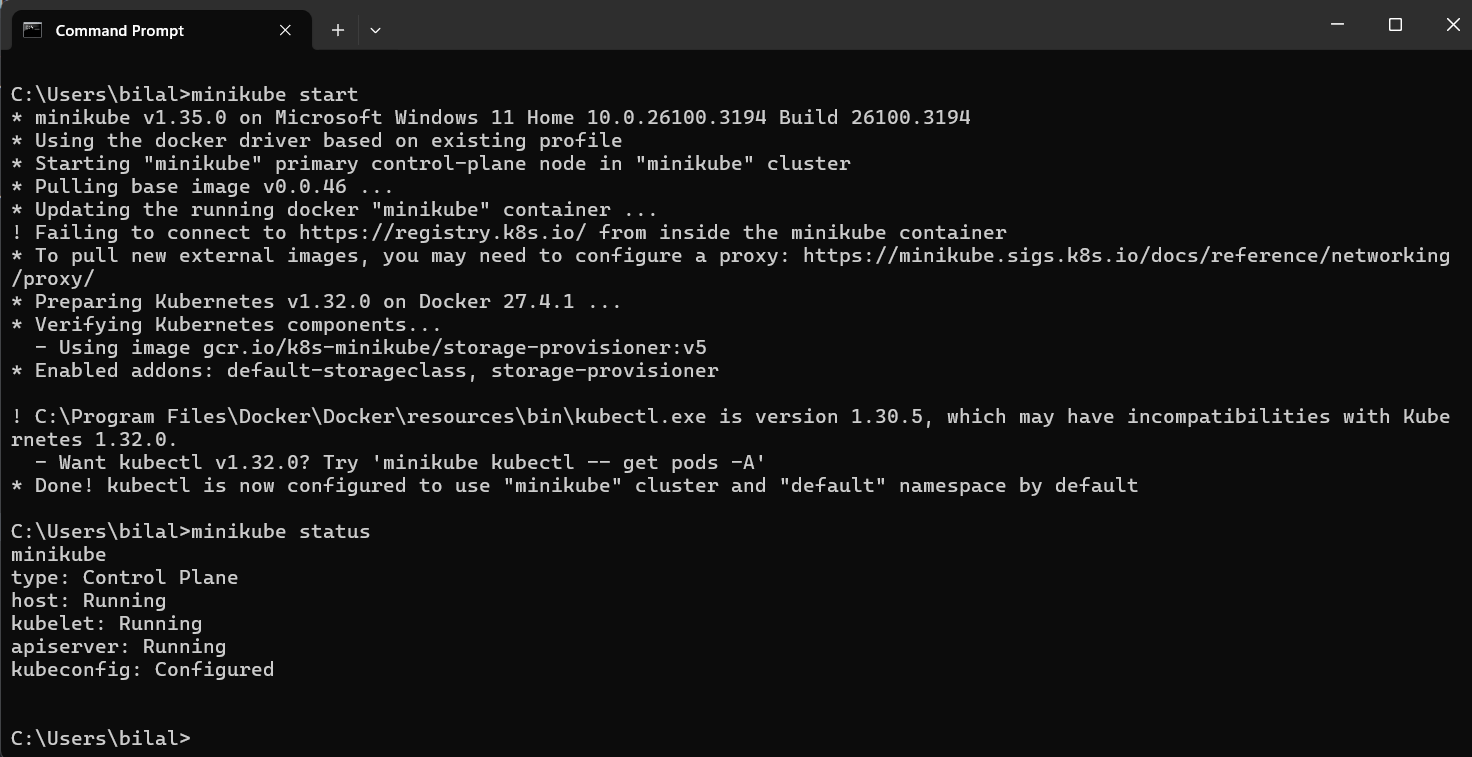 Command Prompt
C:\Users\bilal>minikube start
* minikube v1.35.0 on Microsoft Windows 11 Home 10.0.26100.3194 Build 26100.3194
* Using the docker driver based on existing profile
* Starting "minikube" primary control-plane node in "minikube" cluster
* Pulling base image v0.0.46 ...
* Updating the running docker "minikube" container ...
! Failing to connect to https://registry.k8s.io/ from inside the minikube container
* To pull new external images, you may need to configure a proxy: https://minikube.sigs.k8s.io/docs/reference/networking
/proxy/
* Preparing Kubernetes v1.32.0 on Docker 27.4.1 ...
* Verifying Kubernetes components...
  - Using image gcr.io/k8s-minikube/storage-provisioner:v5
* Enabled addons: default-storageclass, storage-provisioner
! C:\Program Files\Docker\Docker\resources\bin\kubectl.exe is version 1.30.5, which may have incompatibilities with Kube
rnetes 1.32.0.
  - Want kubectl v1.32.0? Try 'minikube kubectl -- get pods -A'
* Done! kubectl is now configured to use "minikube" cluster and "default" namespace by default
C:\Users\bilal>minikube status
minikube
type: Control Plane
host: Running
kubelet: Running
apiserver: Running
kubeconfig: Configured
C:\Users\bilal>